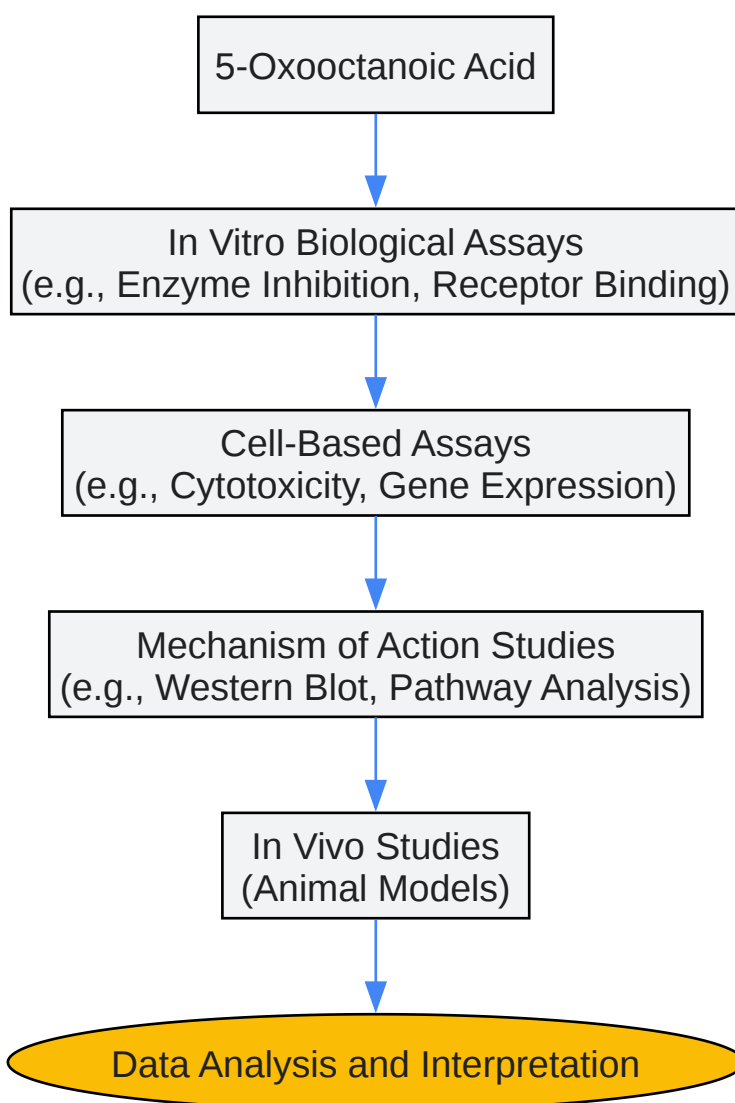 5-Oxooctanoic Acid
In Vitro Biological Assays
(e.g., Enzyme Inhibition, Receptor Binding)
Cell-Based Assays
(e.g., Cytotoxicity, Gene Expression)
Mechanism of Action Studies
(e.g., Western Blot, Pathway Analysis)
In Vivo Studies
(Animal Models)
Data Analysis and Interpretation